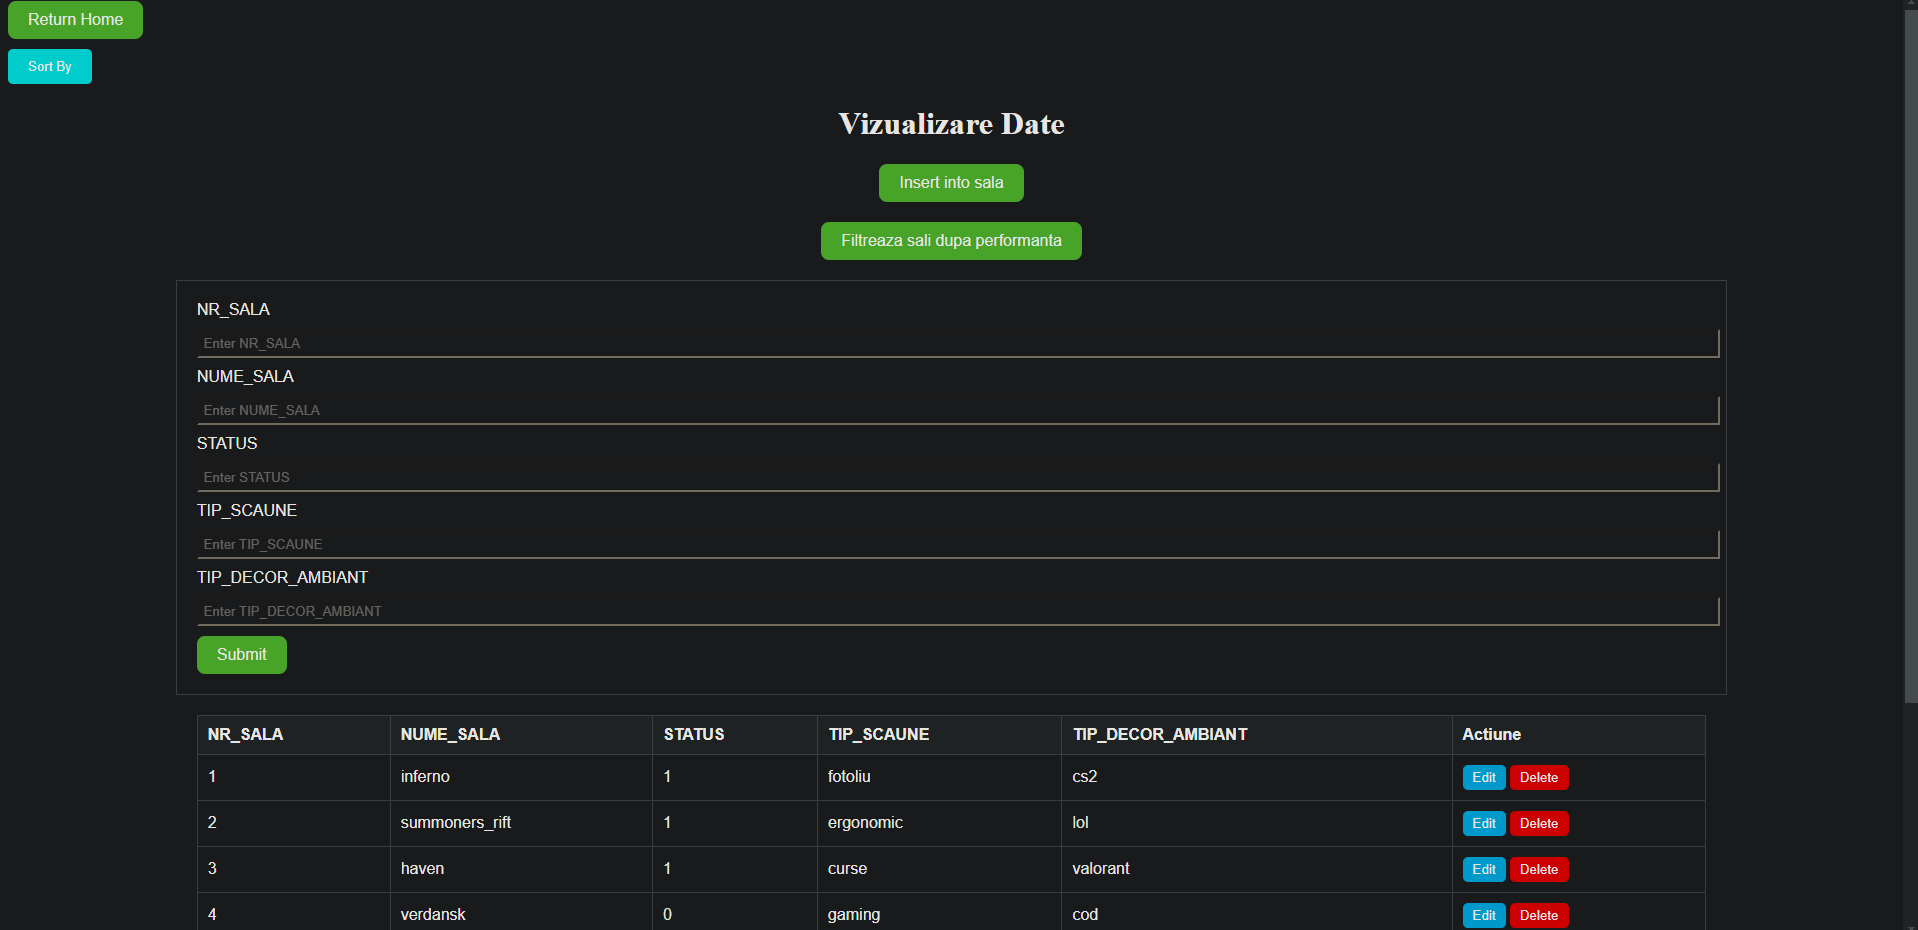 Return Home
Sort By
Vizualizare Date
Insert into sala
Filtreaza sali dupa performanta
NR_SALA
Enter NR_SALA
NUME_SALA
Enter NUME_SALA
STATUS
Enter STATUS
TIP_SCAUNE
Enter TIP_SCAUNE
TIP_DECOR_AMBIANT
Enter TIP_DECOR_AMBIANT
Submit
NR_SALA NUME_SALA STATUS TIP_SCAUNE TIP_DECOR_AMBIANT Actiune
1 inferno 1 fotoliu cs2 Edit Delete
2 summoners_rift 1 ergonomic lol Edit Delete
3 haven 1 curse valorant Edit Delete
4 verdansk 0 gaming cod Edit Delete